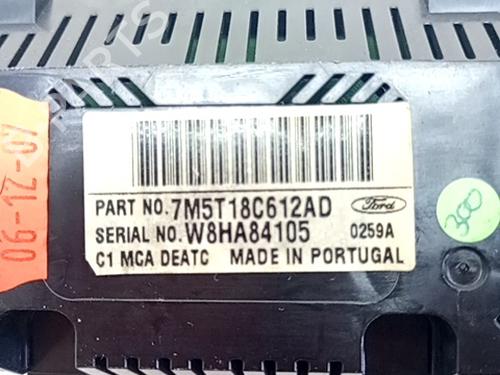 PART NO. 7M5T18C612AD Ford
SERIAL NO. W8HA84105 0259A
C1 MCA DEATC MADE IN PORTUGAL
06-12-07
300